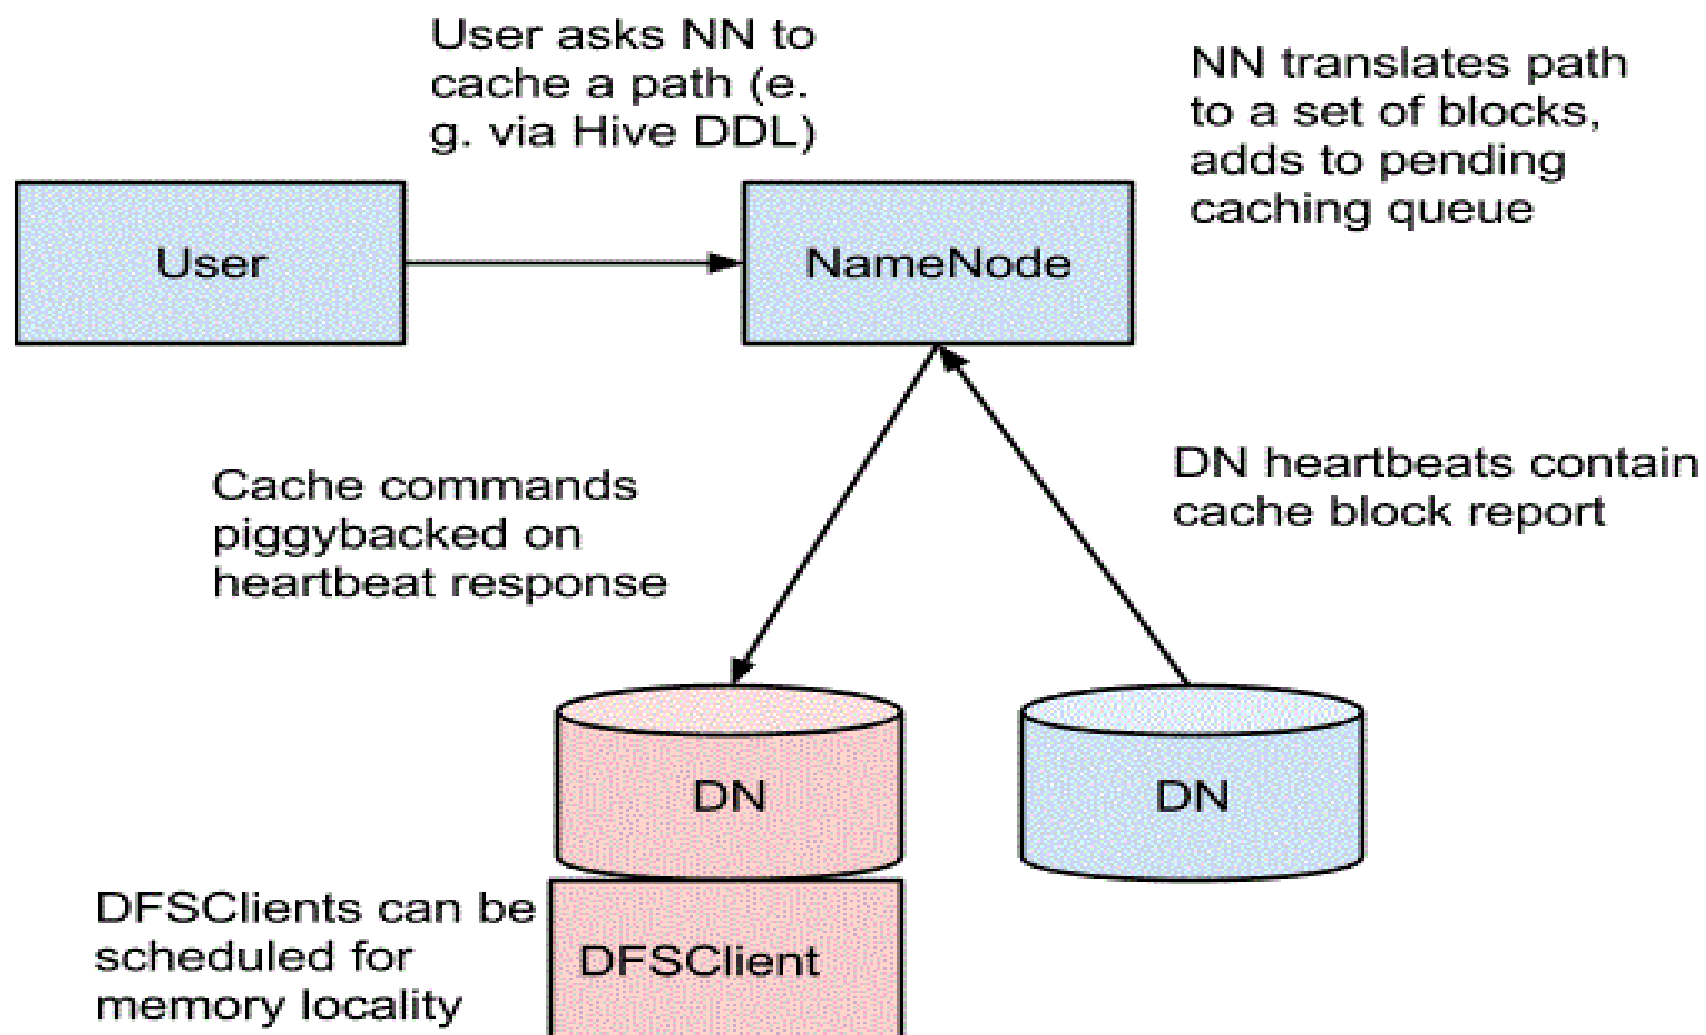 User asks NN to
cache a path (e.
g. via Hive DDL)
NN translates path
to a set of blocks,
adds to pending
caching queue
User
NameNode
Cache commands
piggybacked on
heartbeat response
DN heartbeats contain
cache block report
DN
DN
DFSClients can be
scheduled for
memory locality
DFSClient